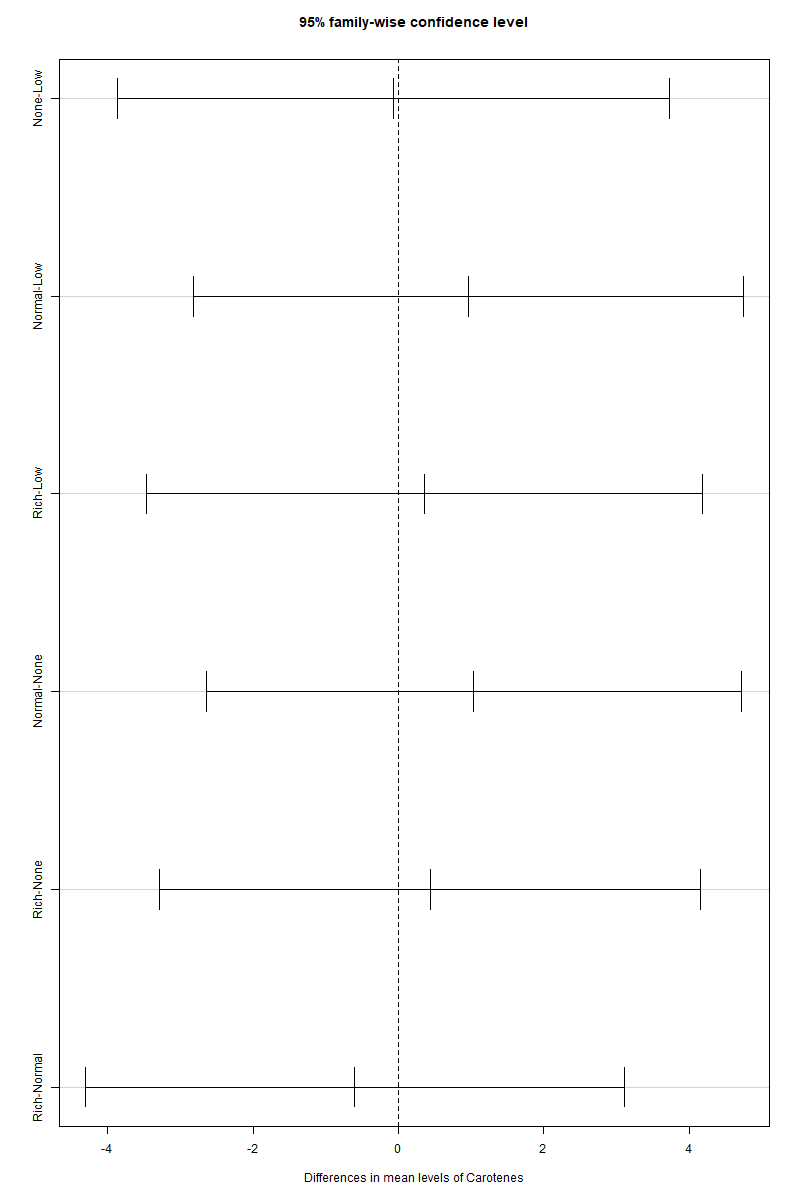 95% family-wise confidence level
None-Low
Normal-Low
Rich-Low
Normal-None
Rich-None
Rich-Normal
-4 -2 0 2 4
Differences in mean levels of Carotenes